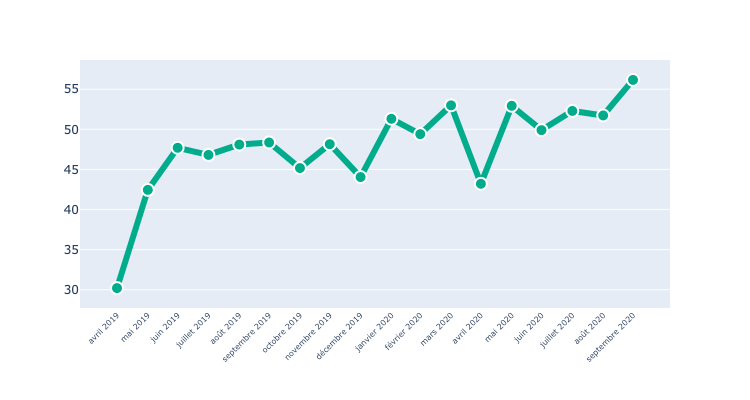 55
50
45
40
35
30
avril 2019
mai 2019
juin 2019
juillet 2019
août 2019
septembre 2019
octobre 2019
novembre 2019
décembre 2019
janvier 2020
février 2020
mars 2020
avril 2020
mai 2020
juin 2020
juillet 2020
août 2020
septembre 2020